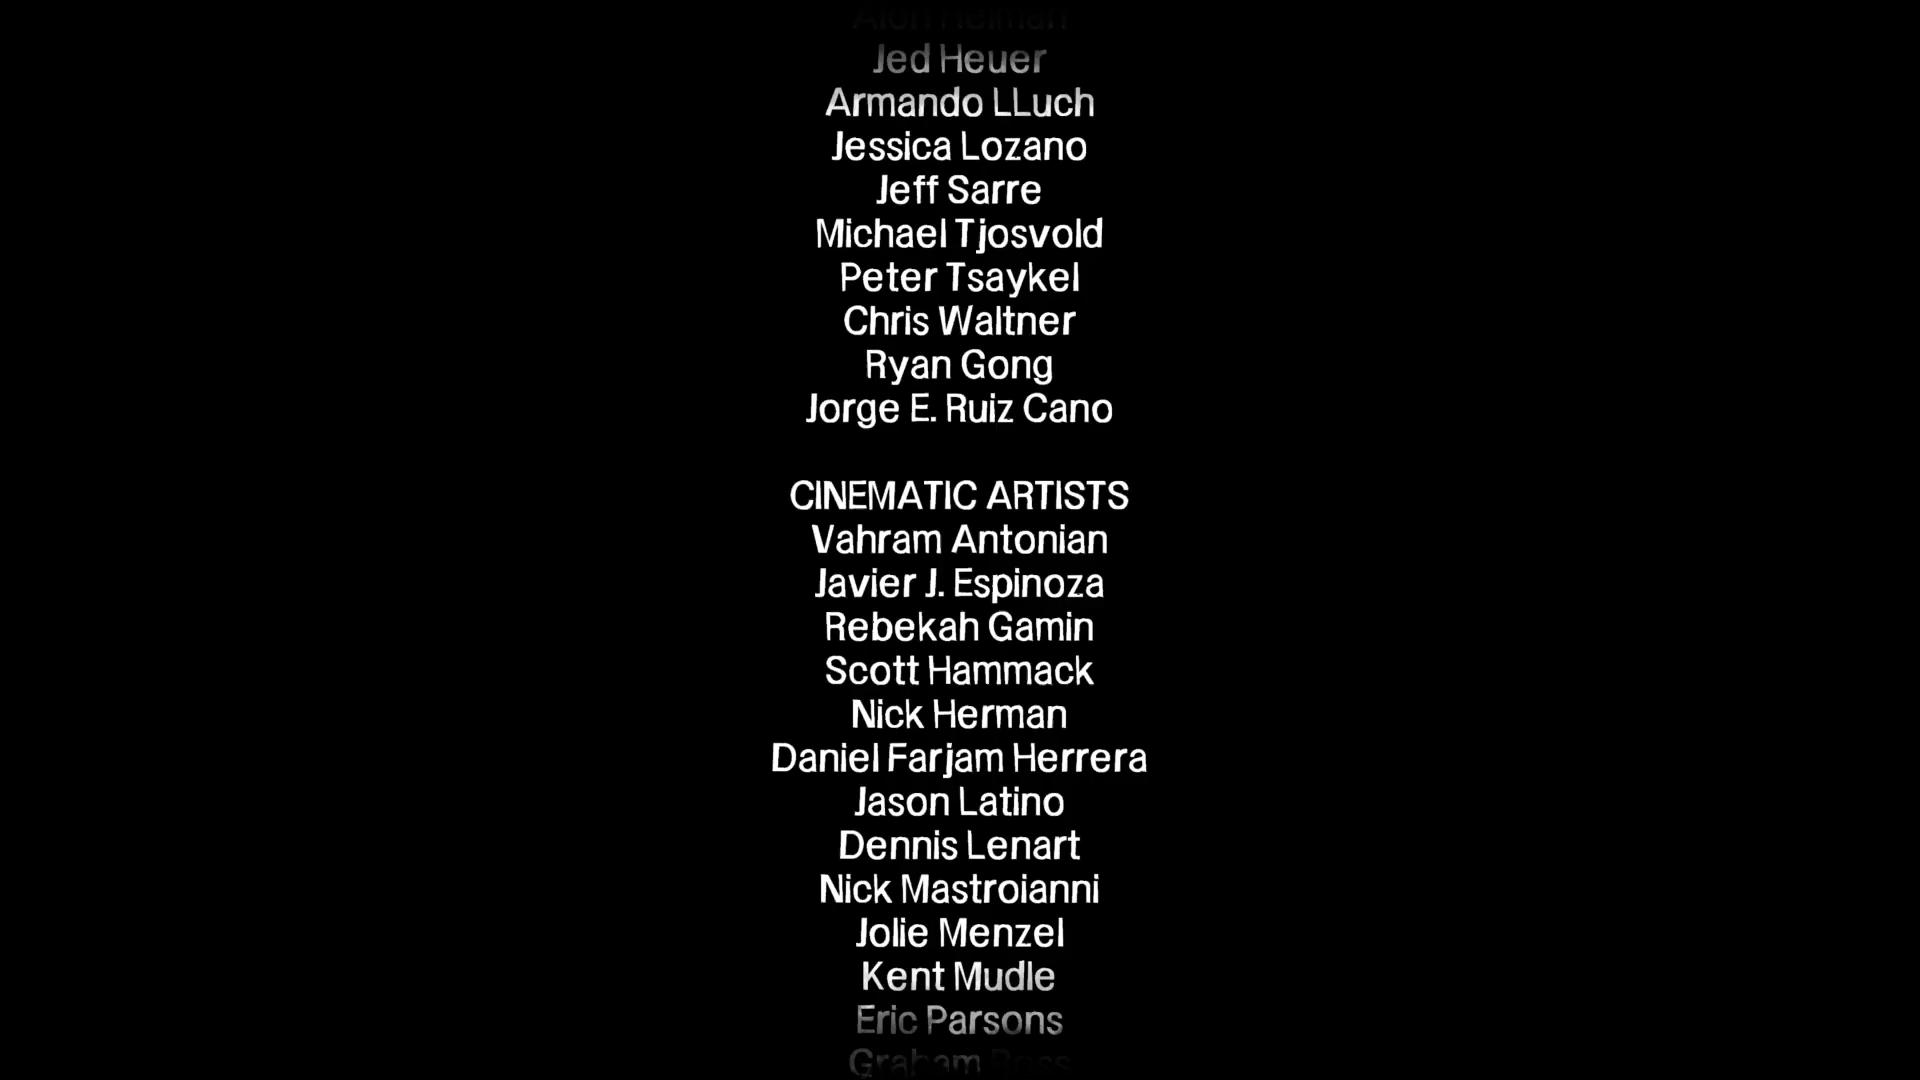 Jed Heuer
Armando LLuch
Jessica Lozano
Jeff Sarre
Michael Tjosvold
Peter Tsaykel
Chris Waltner
Ryan Gong
Jorge E. Ruiz Cano
CINEMATIC ARTISTS
Vahram Antonian
Javier J. Espinoza
Rebekah Gamin
Scott Hammack
Nick Herman
Daniel Farjam Herrera
Jason Latino
Dennis Lenart
Nick Mastroianni
Jolie Menzel
Kent Mudle
Eric Parsons
Graham Ross